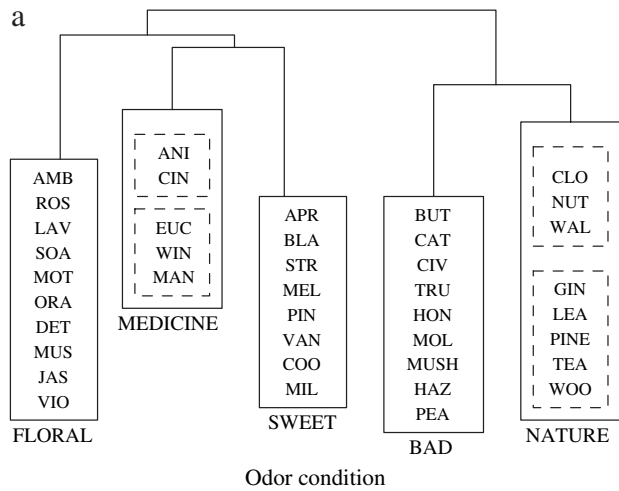 a
AMB
ROS
LAV
SOA
MOT
ORA
DET
MUS
JAS
VIO
FLORAL
ANI
CIN
EUC
WIN
MAN
MEDICINE
APR
BLA
STR
MEL
PIN
VAN
COO
MIL
SWEET
BUT
CAT
CIV
TRU
HON
MOL
MUSH
HAZ
PEA
BAD
CLO
NUT
WAL
GIN
LEA
PINE
TEA
WOO
NATURE
Odor condition